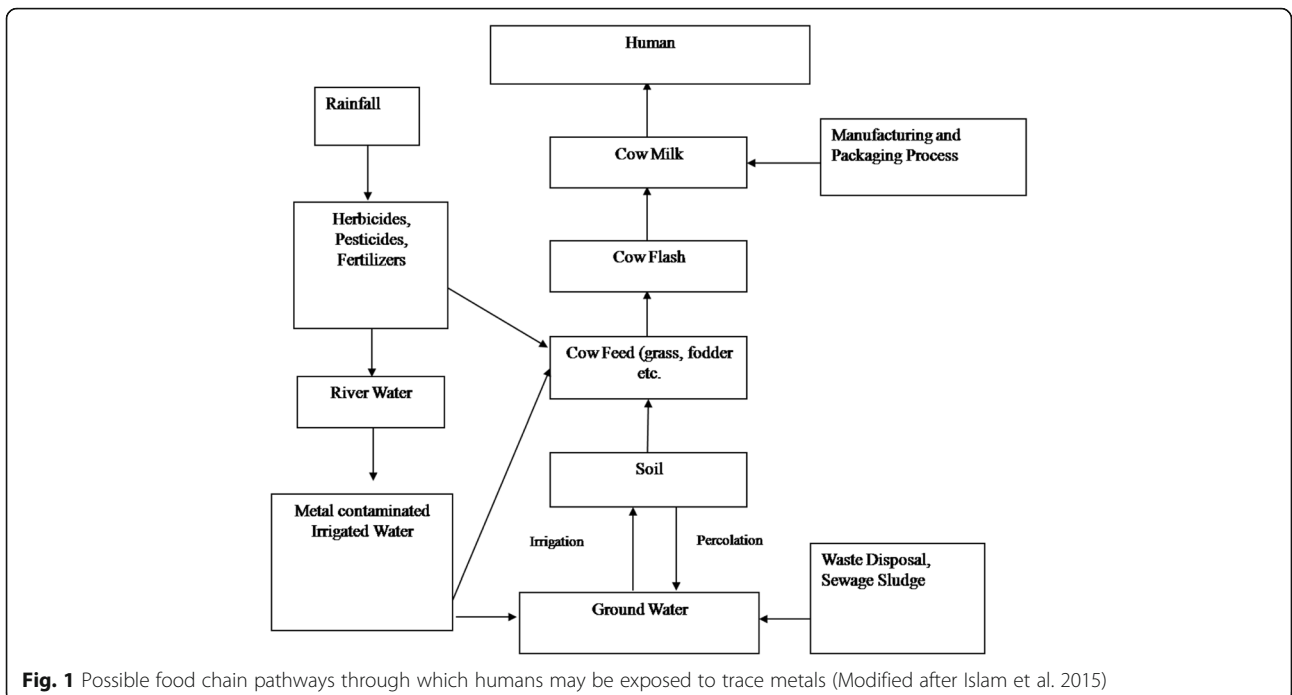 Human
Rainfall
Manufacturing and
Packaging Process
Cow Milk
Herbicides,
Pesticides,
Fertilizers
Cow Flash
Cow Feed (grass, fodder
etc.
River Water
Soil
Metal contaminated
Irrigated Water
Irrigation
Percolation
Waste Disposal,
Sewage Sludge
Ground Water
Fig. 1 Possible food chain pathways through which humans may be exposed to trace metals (Modified after Islam et al. 2015)